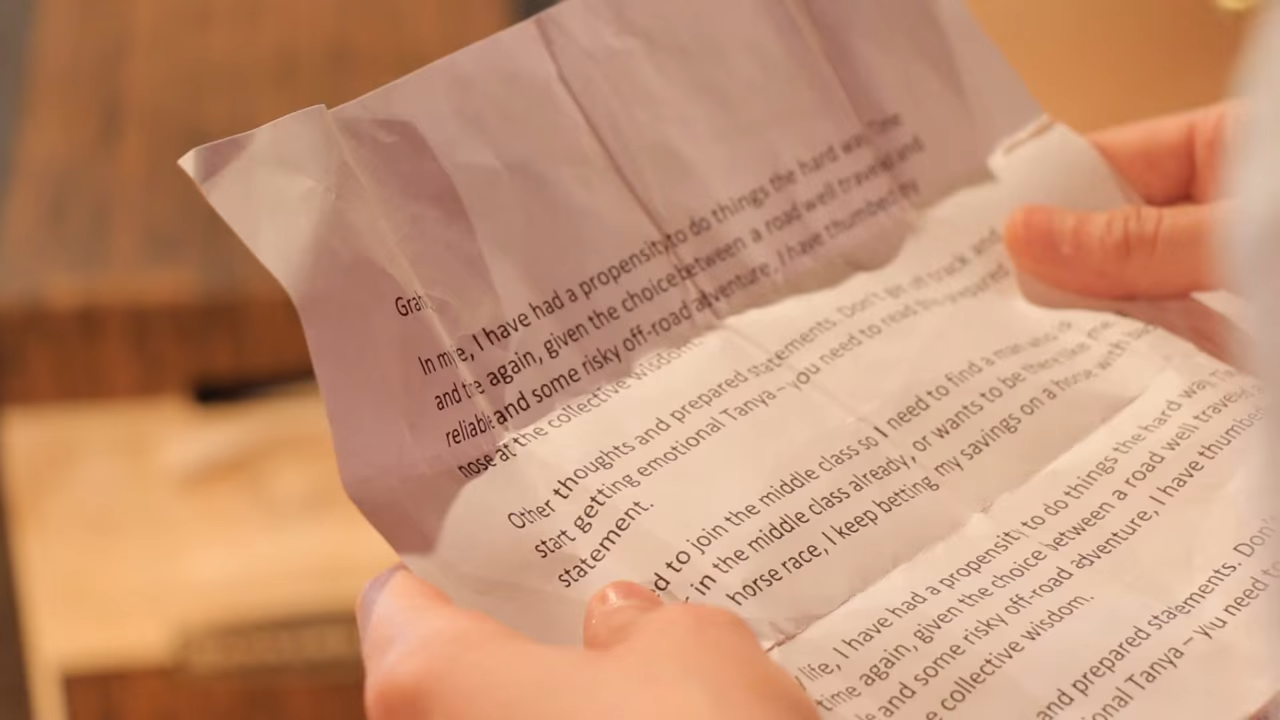 Gran,
In my life, I have had a propensity to do things the hard way. Time
and time again, given the choice between a road well traveled and
reliable and some risky off-road adventure, I have thumbed my
nose at the collective wisdom.
Other thoughts and prepared statements. Don't go off track and
start getting emotional Tanya – you need to read the prepared
statement.
ed to join the middle class so I need to find a man who is
in the middle class already, or wants to be there like me.
horse race, I keep betting my savings on a horse with
life, I have had a propensity to do things the hard way.
time again, given the choice between a road well traveled
and some risky off-road adventure, I have thumbed
collective wisdom.
and prepared statements. Don't
Tanya – you need to